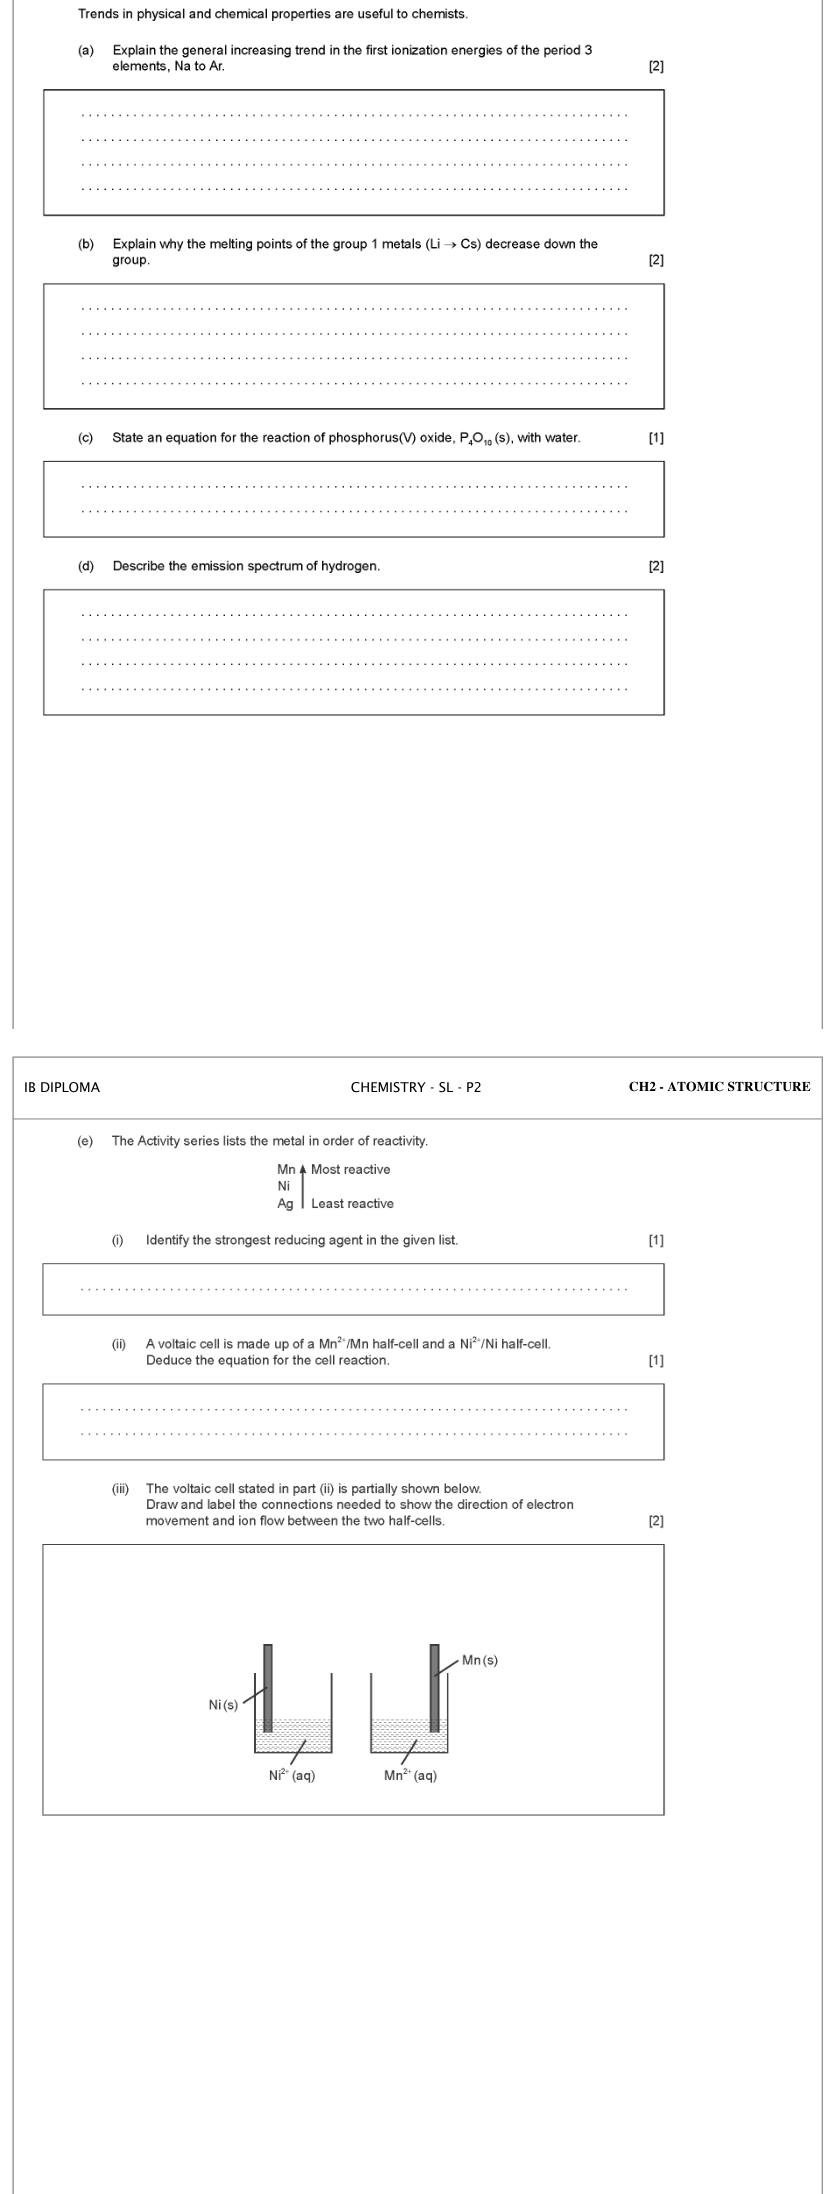 Trends in physical and chemical properties are useful to chemists.
(a) Explain the general increasing trend in the first ionization energies of the period 3
elements, Na to Ar. [2]
(b) Explain why the melting points of the group 1 metals (Li → Cs) decrease down the
group. [2]
(c) State an equation for the reaction of phosphorus(V) oxide, P₄O₁₀ (s), with water. [1]
(d) Describe the emission spectrum of hydrogen. [2]
IB DIPLOMA CHEMISTRY - SL - P2 CH2 - ATOMIC STRUCTURE
(e) The Activity series lists the metal in order of reactivity.
Mn Most reactive
Ni
Ag Least reactive
(i) Identify the strongest reducing agent in the given list. [1]
(ii) A voltaic cell is made up of a Mn²⁺/Mn half-cell and a Ni²⁺/Ni half-cell.
Deduce the equation for the cell reaction. [1]
(iii) The voltaic cell stated in part (ii) is partially shown below.
Draw and label the connections needed to show the direction of electron
movement and ion flow between the two half-cells. [2]
Mn(s)
Ni(s)
Ni²⁺(aq) Mn²⁺(aq)